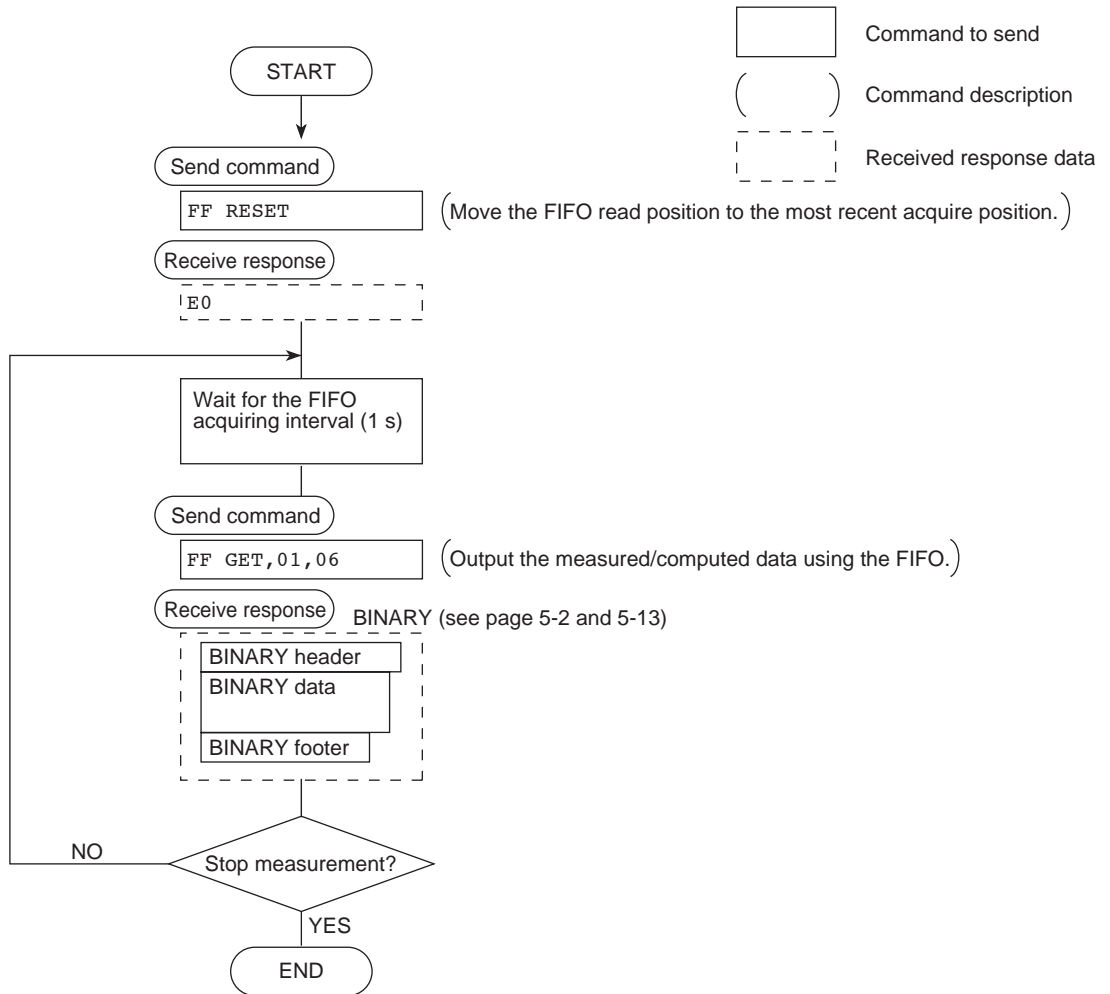 Command to send
START
Command description
Received response data
Send command
FF RESET
(Move the FIFO read position to the most recent acquire position.)
Receive response
E0
Wait for the FIFO
acquiring interval (1 s)
Send command
FF GET,01,06
(Output the measured/computed data using the FIFO.)
Receive response
BINARY (see page 5-2 and 5-13)
BINARY header
BINARY data
BINARY footer
NO
Stop measurement?
YES
END